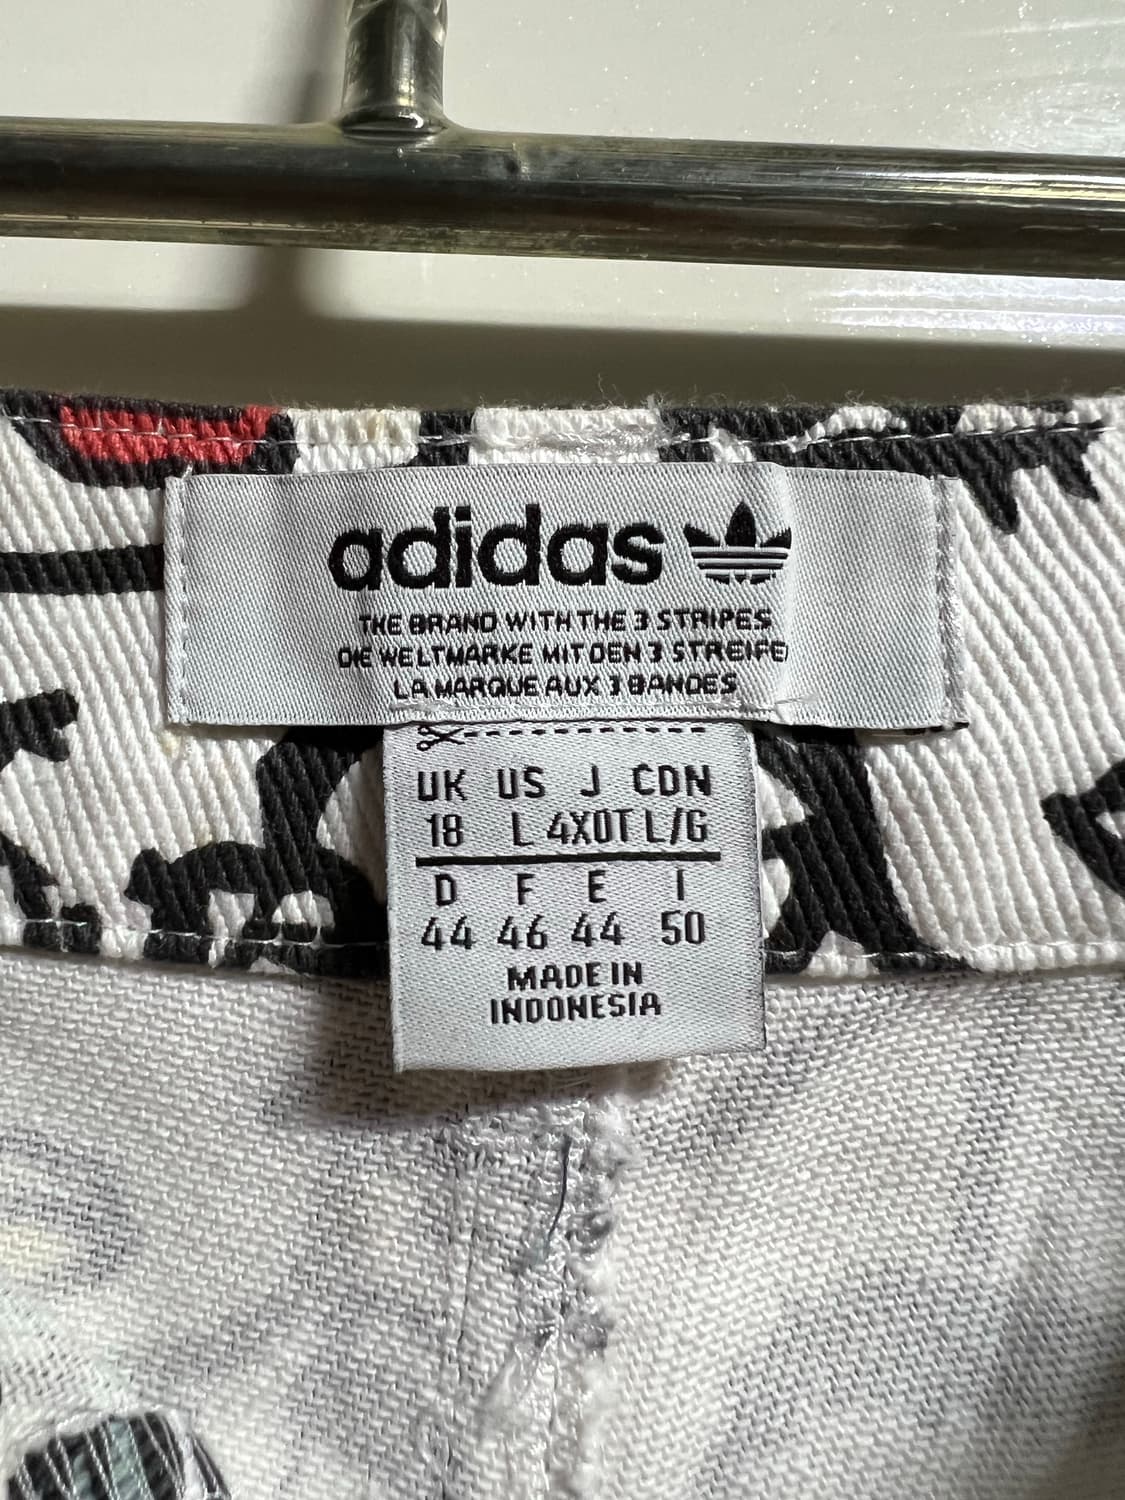 adidas
THE BRAND WITH THE 3 STRIPES
DIE WELTMARKE MIT DEN 3 STREIFE
LA MARQUE AUX 3 BANDES
UK US J CDN
18 L 4XOT L/G
D F E I
44 46 44 50
MADE IN
INDONESIA